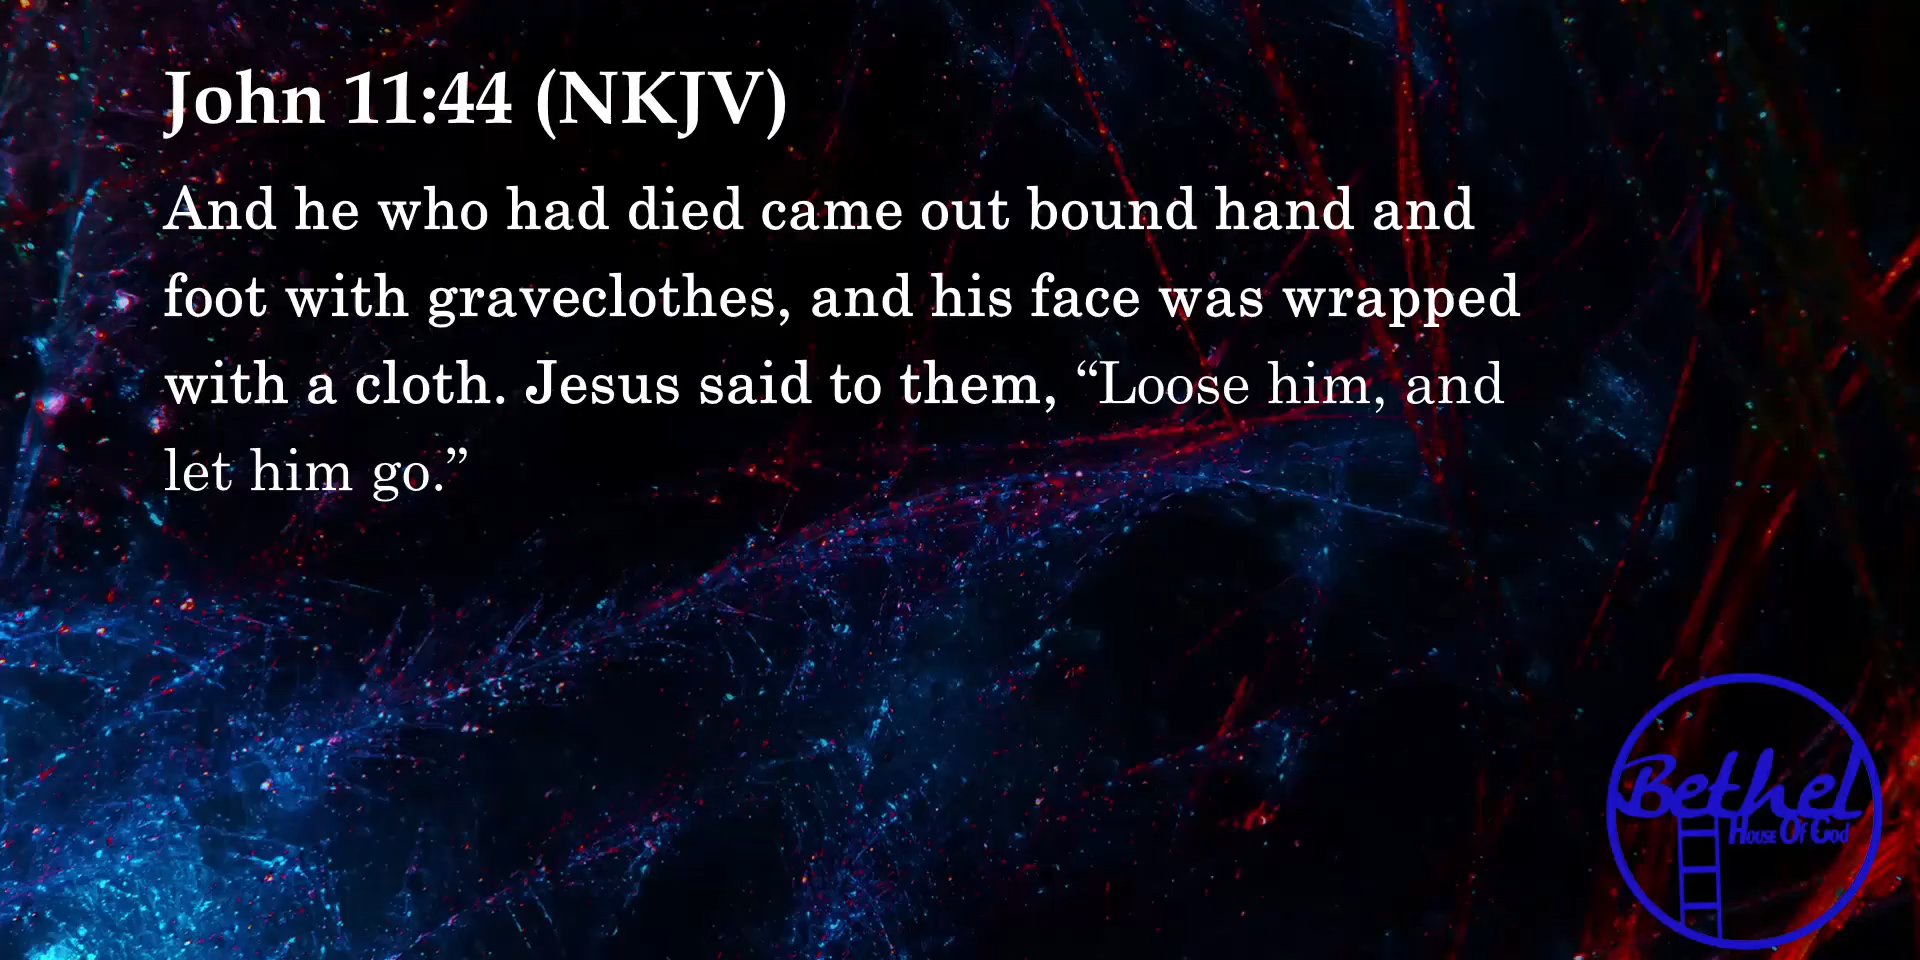 John 11:44 (NKJV)
And he who had died came out bound hand and
foot with graveclothes, and his face was wrapped
with a cloth. Jesus said to them, “Loose him, and
let him go.”
Bethel
House Of God